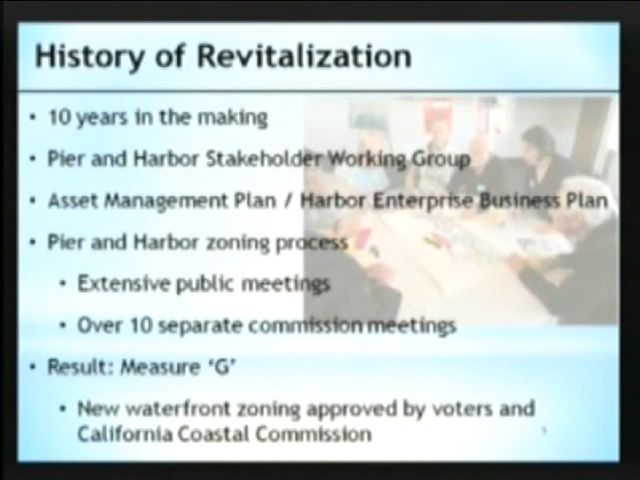 History of Revitalization
• 10 years in the making
• Pier and Harbor Stakeholder Working Group
• Asset Management Plan / Harbor Enterprise Business Plan
• Pier and Harbor zoning process
• Extensive public meetings
• Over 10 separate commission meetings
• Result: Measure ‘G’
• New waterfront zoning approved by voters and
California Coastal Commission